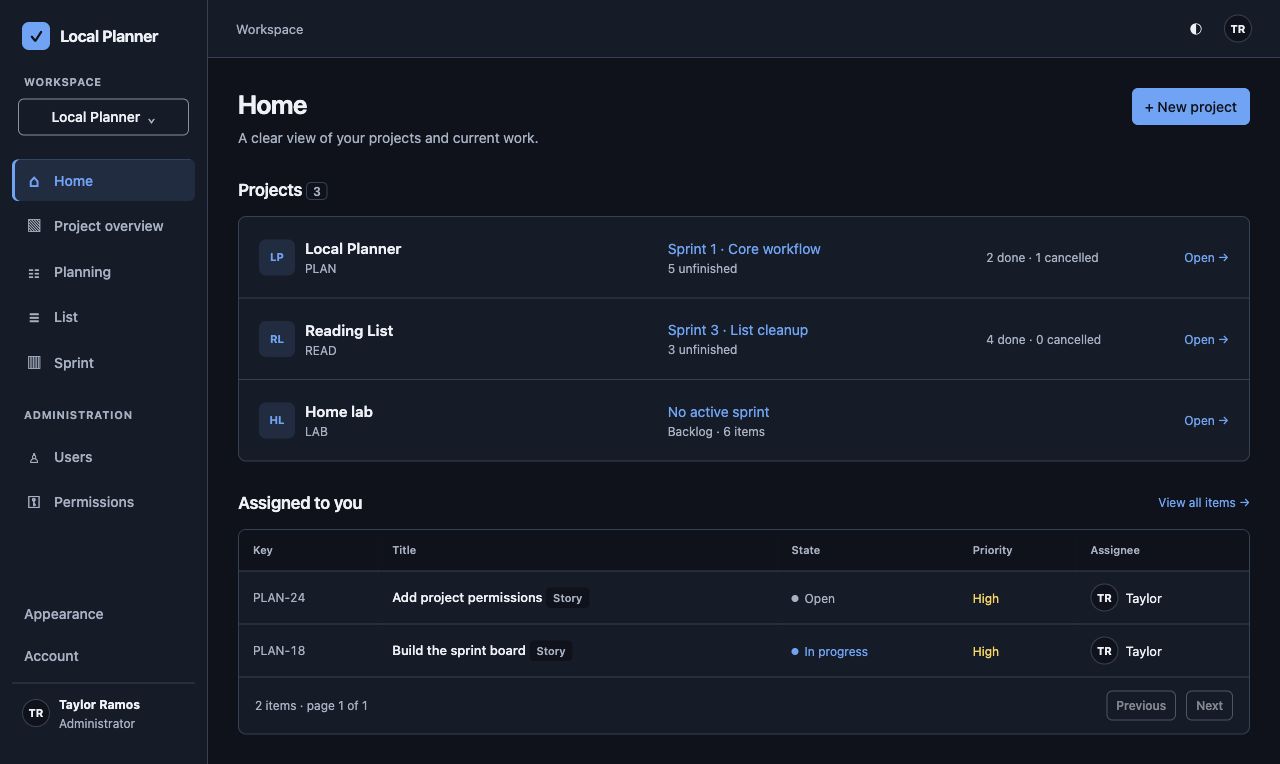 Local Planner
WORKSPACE
Local Planner
Home
Project overview
Planning
List
Sprint
ADMINISTRATION
Users
Permissions
Appearance
Account
TR
Taylor Ramos
Administrator
Workspace
TR
Home
A clear view of your projects and current work.
+ New project
Projects 3
LP
Local Planner
PLAN
Sprint 1 · Core workflow
5 unfinished
2 done · 1 cancelled
Open →
RL
Reading List
READ
Sprint 3 · List cleanup
3 unfinished
4 done · 0 cancelled
Open →
HL
Home lab
LAB
No active sprint
Backlog · 6 items
Open →
Assigned to you
View all items →
Key Title State Priority Assignee
PLAN-24 Add project permissions Story Open High TR Taylor
PLAN-18 Build the sprint board Story In progress High TR Taylor
2 items · page 1 of 1
Previous Next